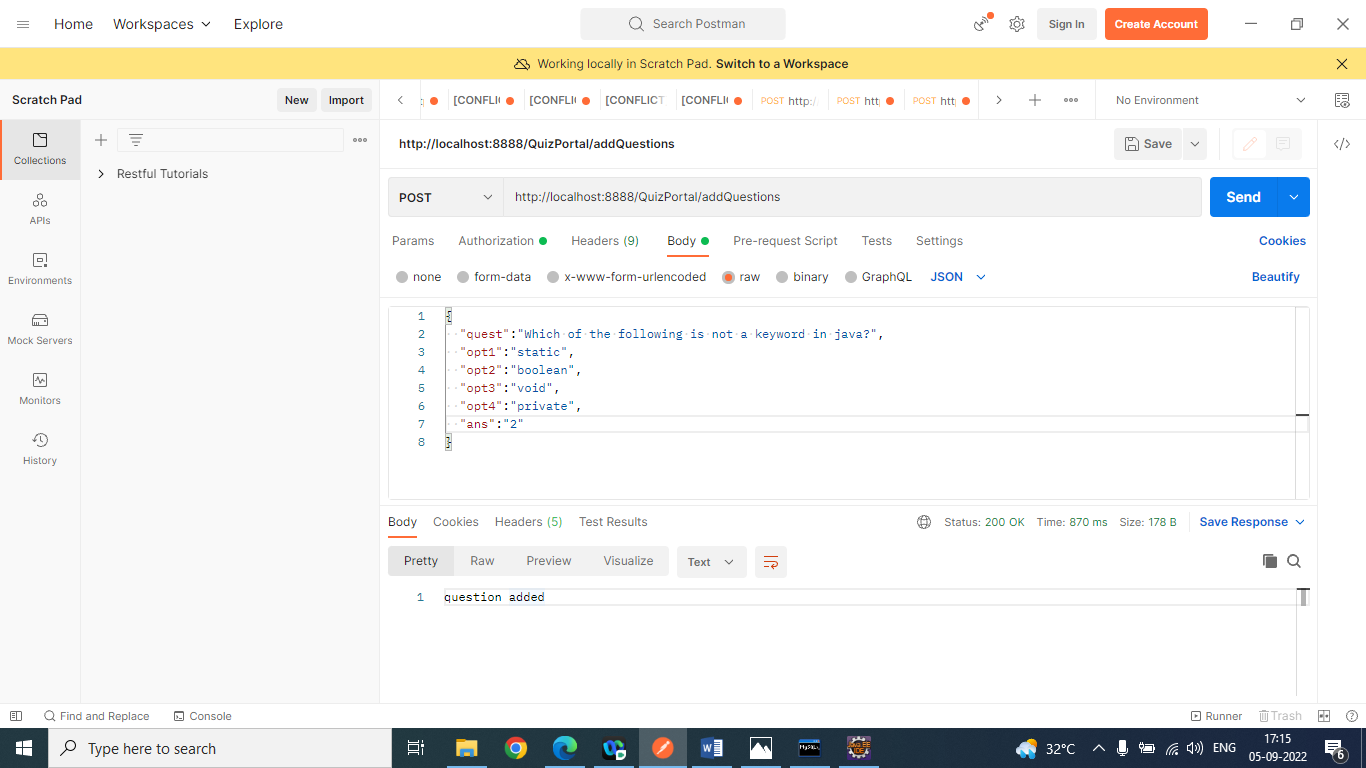 Home Workspaces Explore Search Postman Sign In Create Account
Working locally in Scratch Pad. Switch to a Workspace
Scratch Pad New Import [CONFLI( [CONFLI( [CONFLICT [CONFLI( POST http:/ POST htt POST htt No Environment
Collections
APIs
Environments
Mock Servers
Monitors
History
Restful Tutorials
http://localhost:8888/QuizPortal/addQuestions Save
POST http://localhost:8888/QuizPortal/addQuestions Send
Params Authorization Headers (9) Body Pre-request Script Tests Settings Cookies
none form-data x-www-form-urlencoded raw binary GraphQL JSON Beautify
1 {
2 "quest":"Which of the following is not a keyword in java?",
3 "opt1":"static",
4 "opt2":"boolean",
5 "opt3":"void",
6 "opt4":"private",
7 "ans":"2"
8 }
Body Cookies Headers (5) Test Results Status: 200 OK Time: 870 ms Size: 178 B Save Response
Pretty Raw Preview Visualize Text
1 question added
Find and Replace Console Runner Trash
Type here to search 32°C ENG 17:15
05-09-2022 6